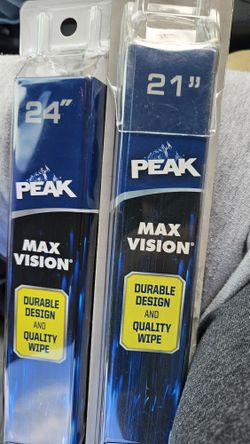 24"
PEAK
MAX
VISION®
DURABLE
DESIGN
AND
QUALITY
WIPE
21"
PEAK
MAX
VISION®
DURABLE
DESIGN
AND
QUALITY
WIPE